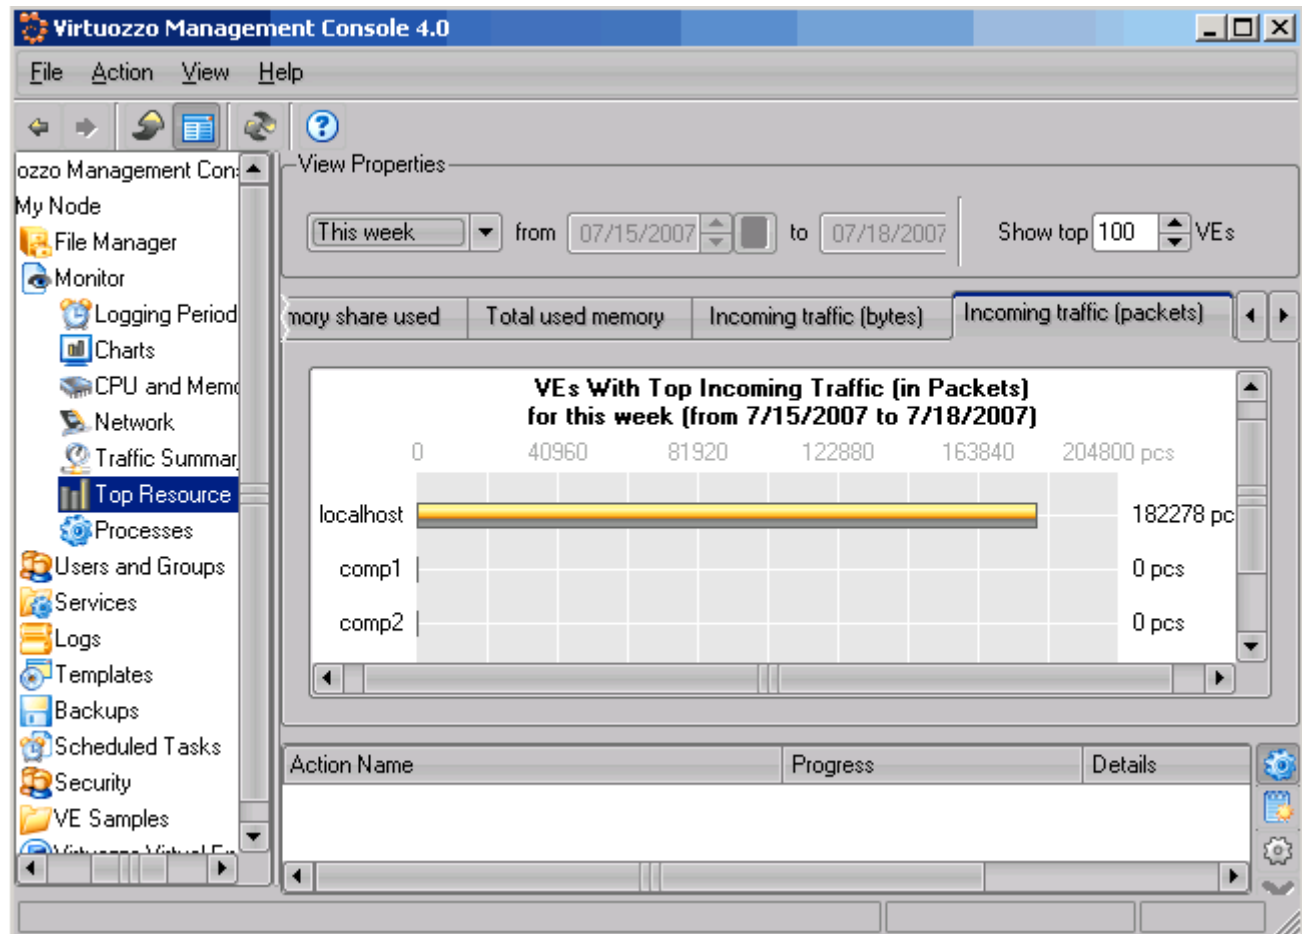 Virtuozzo Management Console 4.0
File Action View Help
ozzo Management Con
My Node
File Manager
Monitor
Logging Period
Charts
CPU and Memo
Network
Traffic Summar
Top Resource
Processes
Users and Groups
Services
Logs
Templates
Backups
Scheduled Tasks
Security
VE Samples
View Properties
This week from 07/15/2007 to 07/18/2007 Show top 100 VEs
mory share used Total used memory Incoming traffic (bytes) Incoming traffic (packets)
VEs With Top Incoming Traffic (in Packets)
for this week (from 7/15/2007 to 7/18/2007)
0 40960 81920 122880 163840 204800 pcs
localhost 182278 pc
comp1 0 pcs
comp2 0 pcs
Action Name Progress Details